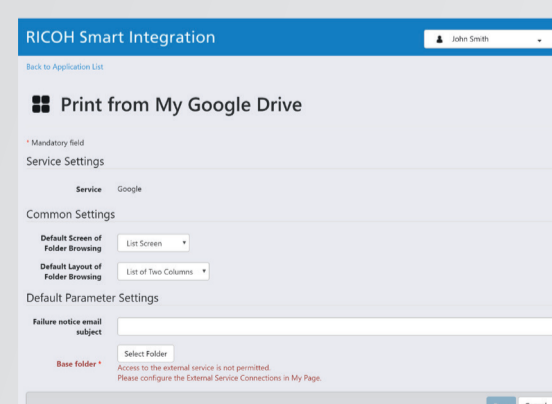 RICOH Smart Integration
John Smith
Back to Application List
Print from My Google Drive
* Mandatory field
Service Settings
Service Google
Common Settings
Default Screen of
Folder Browsing
List Screen
Default Layout of
Folder Browsing
List of Two Columns
Default Parameter Settings
Failure notice email
subject
Select Folder
Base folder *
Access to the external service is not permitted.
Please configure the External Service Connections in My Page.